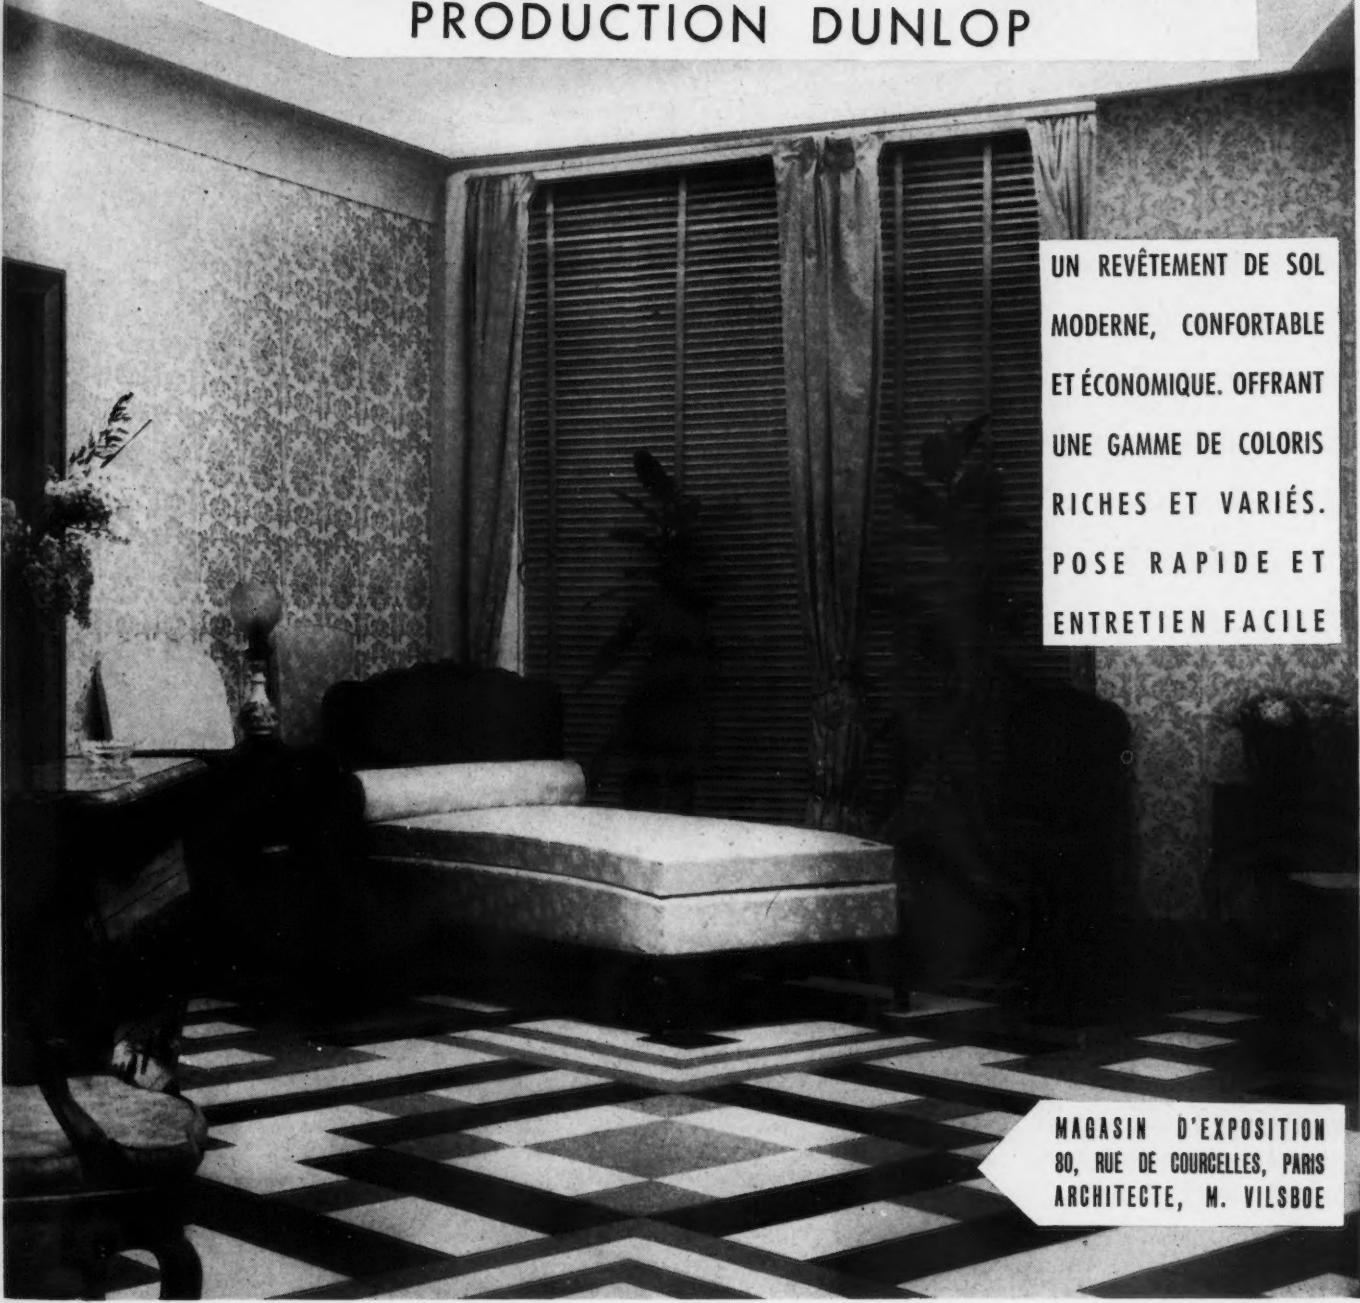 PRODUCTION DUNLOP
UN REVÊTEMENT DE SOL
MODERNE, CONFORTABLE
ET ÉCONOMIQUE. OFFRANT
UNE GAMME DE COLORIS
RICHES ET VARIÉS.
POSE RAPIDE ET
ENTRETIEN FACILE
MAGASIN D'EXPOSITION
80, RUE DE COURCELLES, PARIS
ARCHITECTE, M. VILSBOE